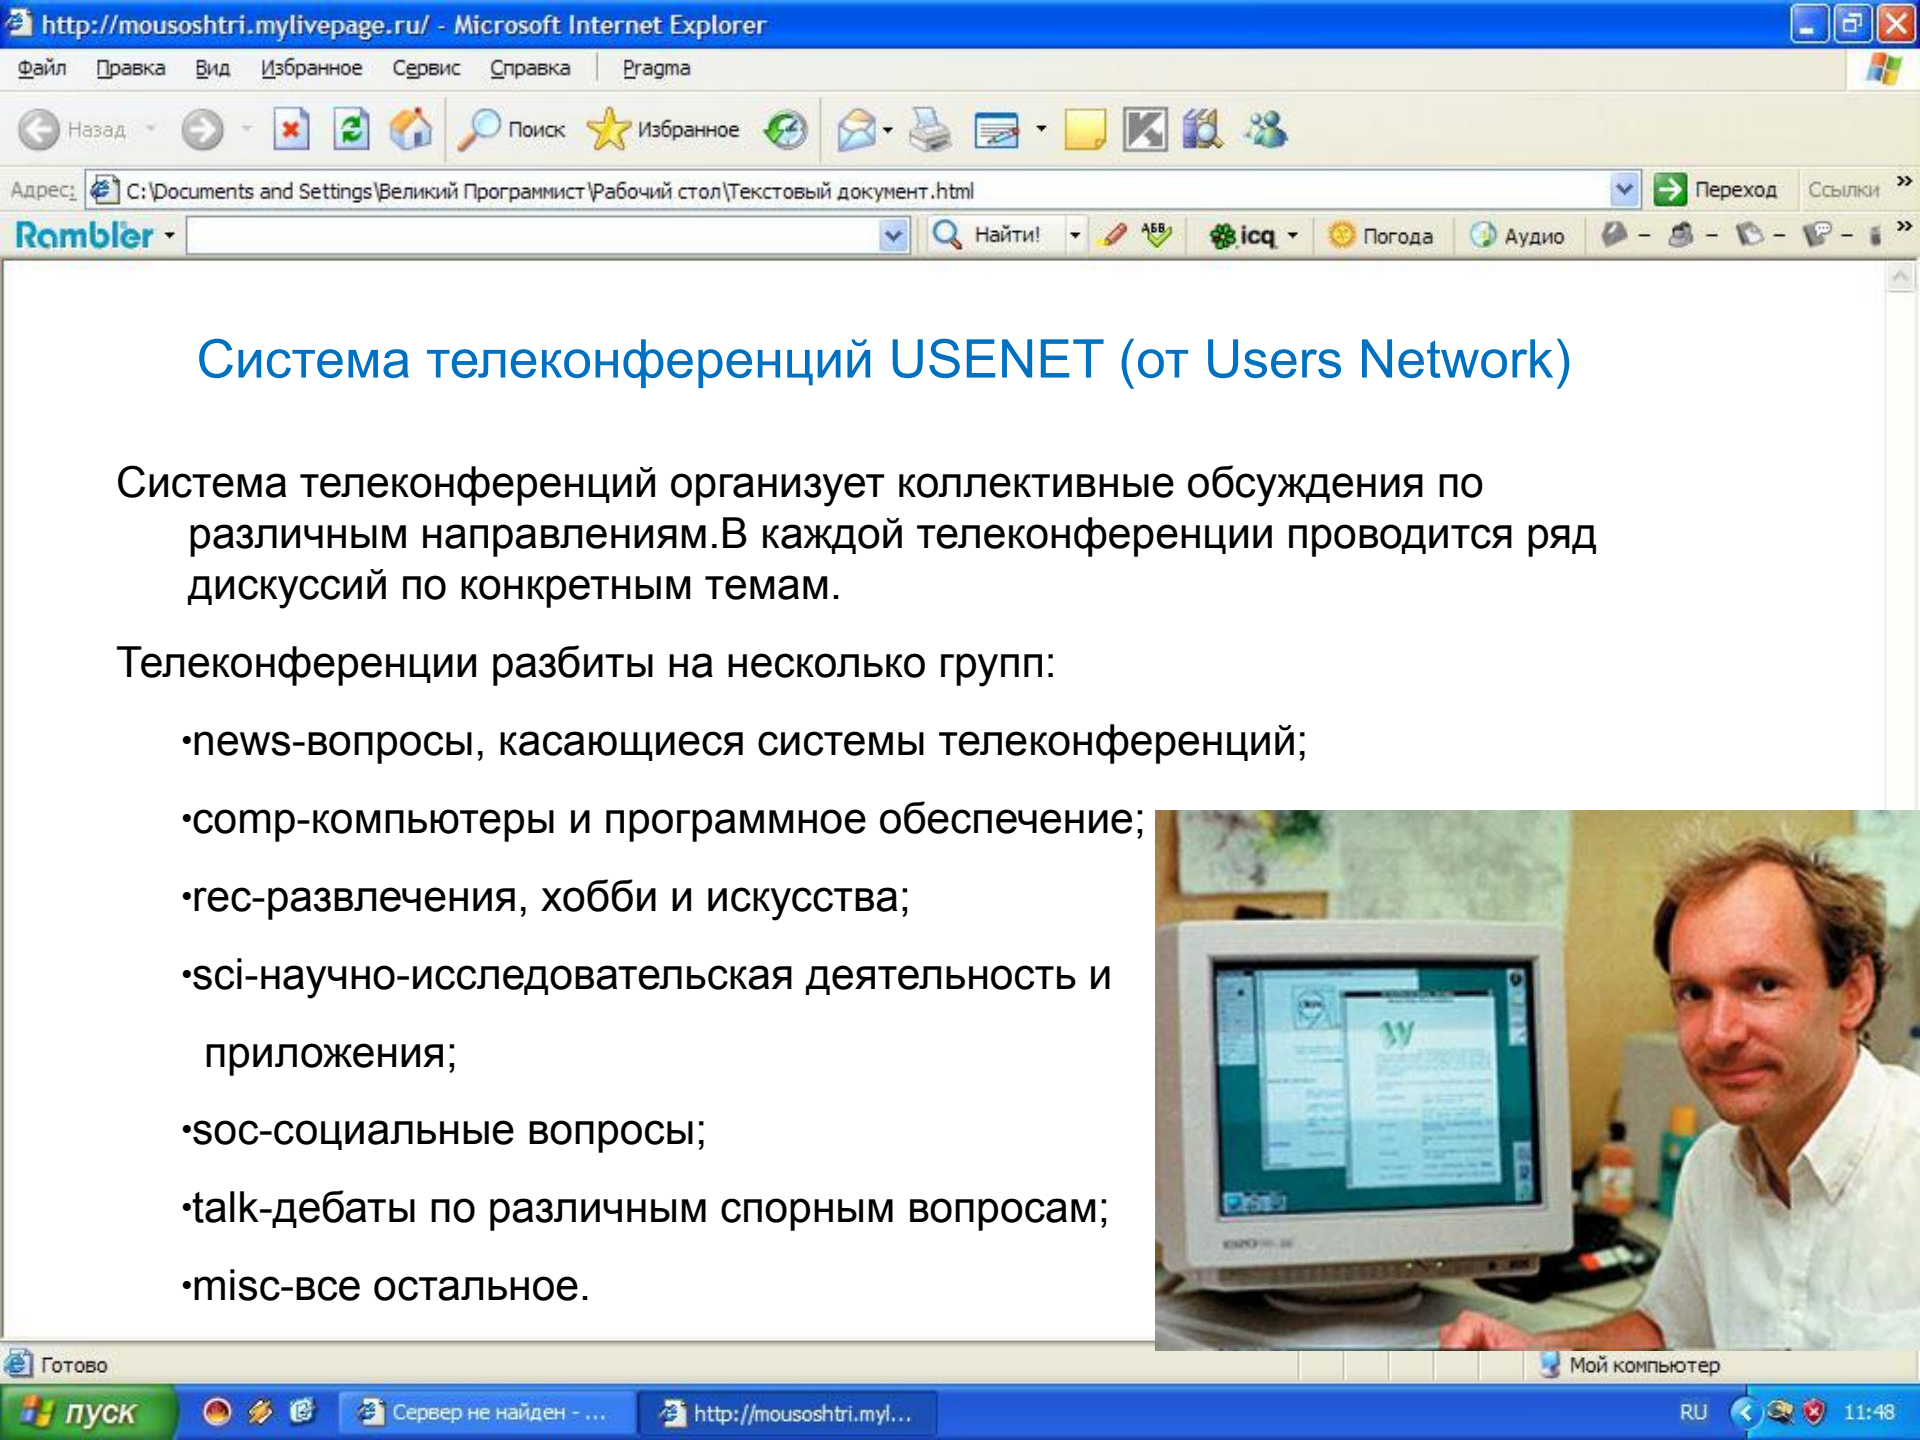 http://mousoshtri.mylivepage.ru/ - Microsoft Internet Explorer
Файл Правка Вид Избранное Сервис Справка Pragma
Назад Поиск Избранное
Адрес: C:\Documents and Settings\Великий Программист\Рабочий стол\Текстовый документ.html Переход Ссылки »
Rambler Найти! АБВ icq Погода Аудио »
Система телеконференций USENET (от Users Network)
Система телеконференций организует коллективные обсуждения по
различным направлениям.В каждой телеконференции проводится ряд
дискуссий по конкретным темам.
Телеконференции разбиты на несколько групп:
•news-вопросы, касающиеся системы телеконференций;
•comp-компьютеры и программное обеспечение;
•rec-развлечения, хобби и искусства;
•sci-научно-исследовательская деятельность и
приложения;
•soc-социальные вопросы;
•talk-дебаты по различным спорным вопросам;
•misc-все остальное.
Готово Мой компьютер
пуск Сервер не найден - ... http://mousoshtri.myl... RU 11:48